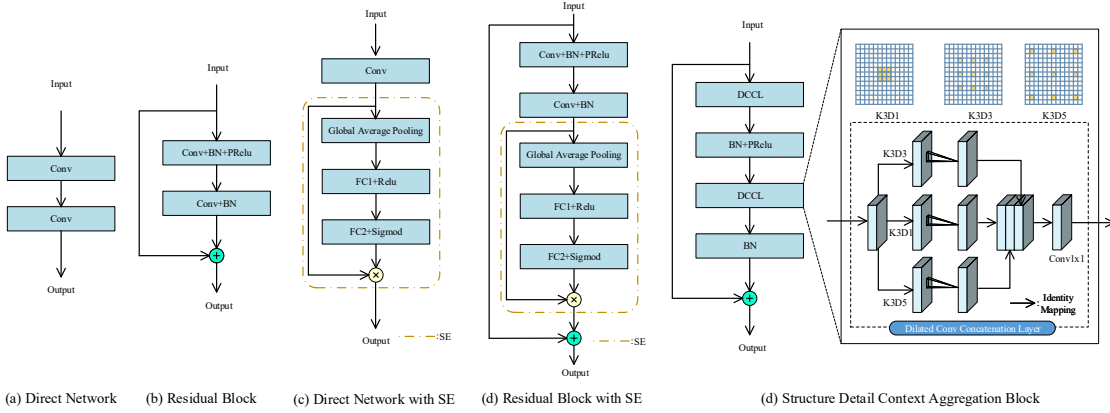 Input
Conv
Conv
Output
(a) Direct Network
Input
Conv+BN+PRelu
Conv+BN
+
Output
(b) Residual Block
Input
Conv
Global Average Pooling
FC1+Relu
FC2+Sigmod
×
Output
:SE
(c) Direct Network with SE
Input
Conv+BN+PRelu
Conv+BN
Global Average Pooling
FC1+Relu
FC2+Sigmod
×
+
Output
:SE
(d) Residual Block with SE
Input
DCCL
BN+PRelu
DCCL
BN
+
Output
K3D1
K3D3
K3D5
K3D3
K3D1
K3D5
Conv1x1
:Identity
Mapping
Dilated Conv Concatenation Layer
(d) Structure Detail Context Aggregation Block